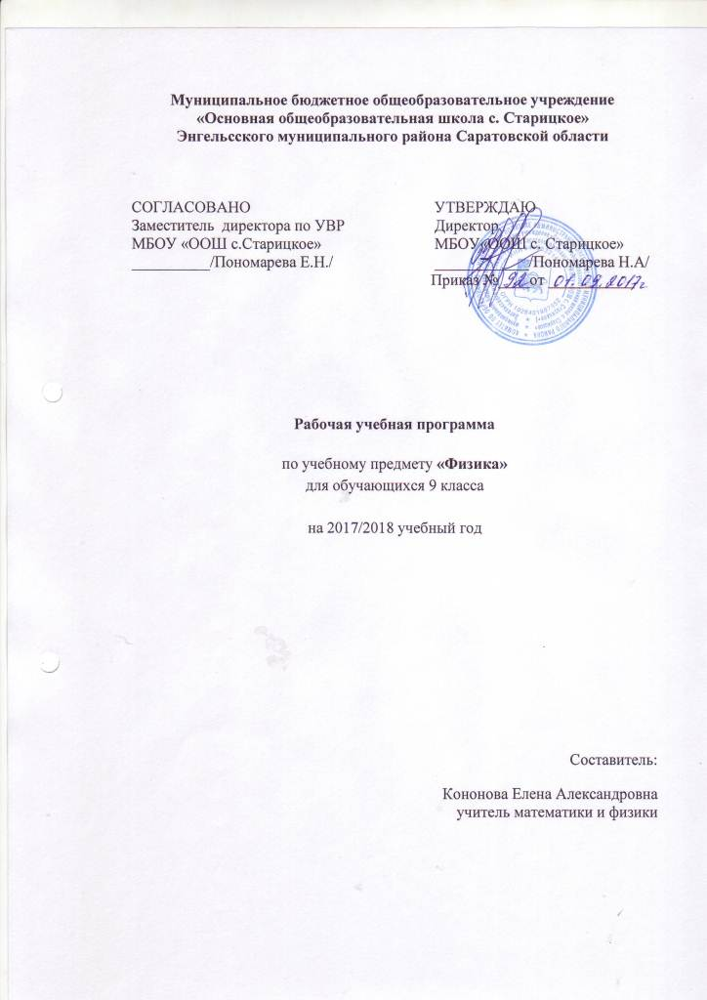 Муниципальное бюджетное общеобразовательное учреждение
«Основная общеобразовательная школа с. Старицкое»
Энгельсского муниципального района Саратовской области
СОГЛАСОВАНО
Заместитель директора по УВР
МБОУ «ООШ с.Старицкое»
__________/Пономарева Е.Н./
УТВЕРЖДАЮ
Директор
МБОУ «ООШ с. Старицкое»
____________/Пономарева Н.А/
Приказ № 92 от 01.09.2017г
Рабочая учебная программа
по учебному предмету «Физика»
для обучающихся 9 класса
на 2017/2018 учебный год
Составитель:
Кононова Елена Александровна
учитель математики и физики